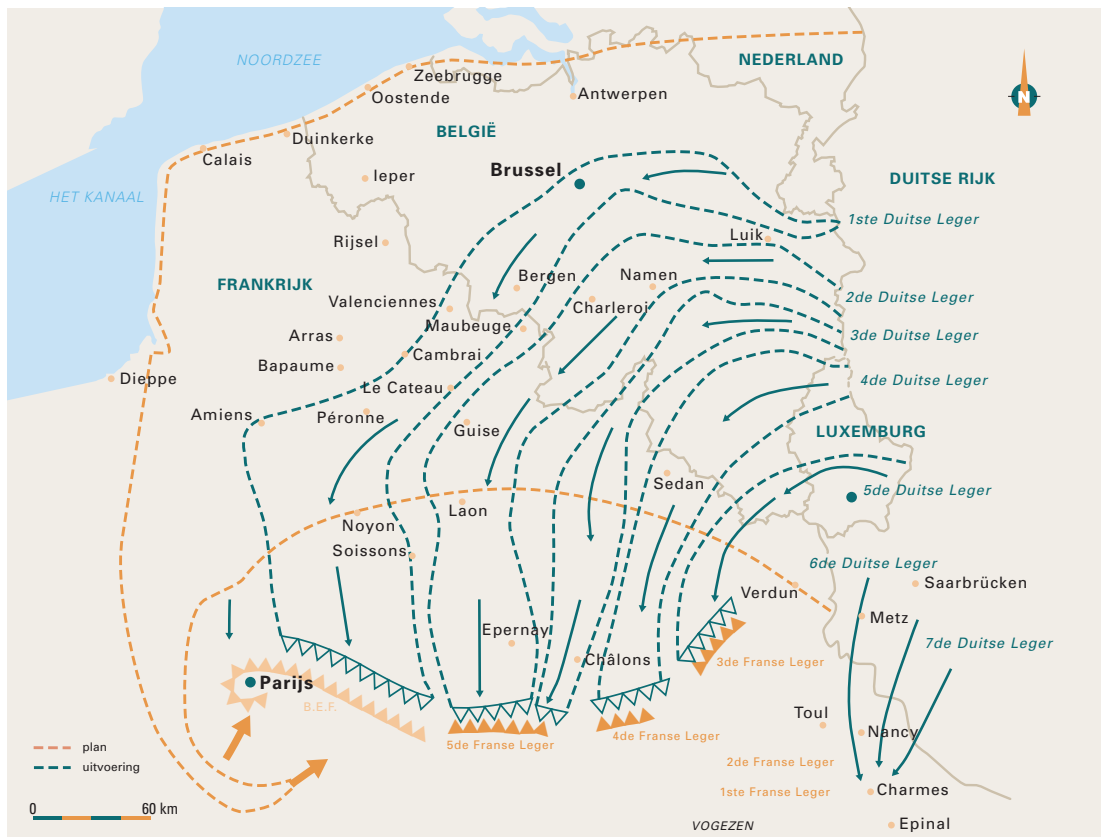 NOORDZEE
NEDERLAND
Zeebrugge
Oostende
Antwerpen
N
BELGIË
Duinkerke
Calais
Brussel
Ieper
DUITSE RIJK
HET KANAAL
1ste Duitse Leger
Luik
Rijsel
FRANKRIJK
Bergen
Namen
2de Duitse Leger
Valenciennes
Charleroi
Maubeuge
3de Duitse Leger
Arras
Cambrai
Bapaume
Dieppe
Le Cateau
4de Duitse Leger
Amiens
Péronne
Guise
LUXEMBURG
Sedan
5de Duitse Leger
Laon
Noyon
Soissons
6de Duitse Leger
Verdun
Saarbrücken
Metz
Epernay
7de Duitse Leger
Châlons
3de Franse Leger
Parijs
B.E.F.
Toul
Nancy
4de Franse Leger
5de Franse Leger
plan
2de Franse Leger
uitvoering
1ste Franse Leger
Charmes
0 60 km
VOGEZEN
Epinal